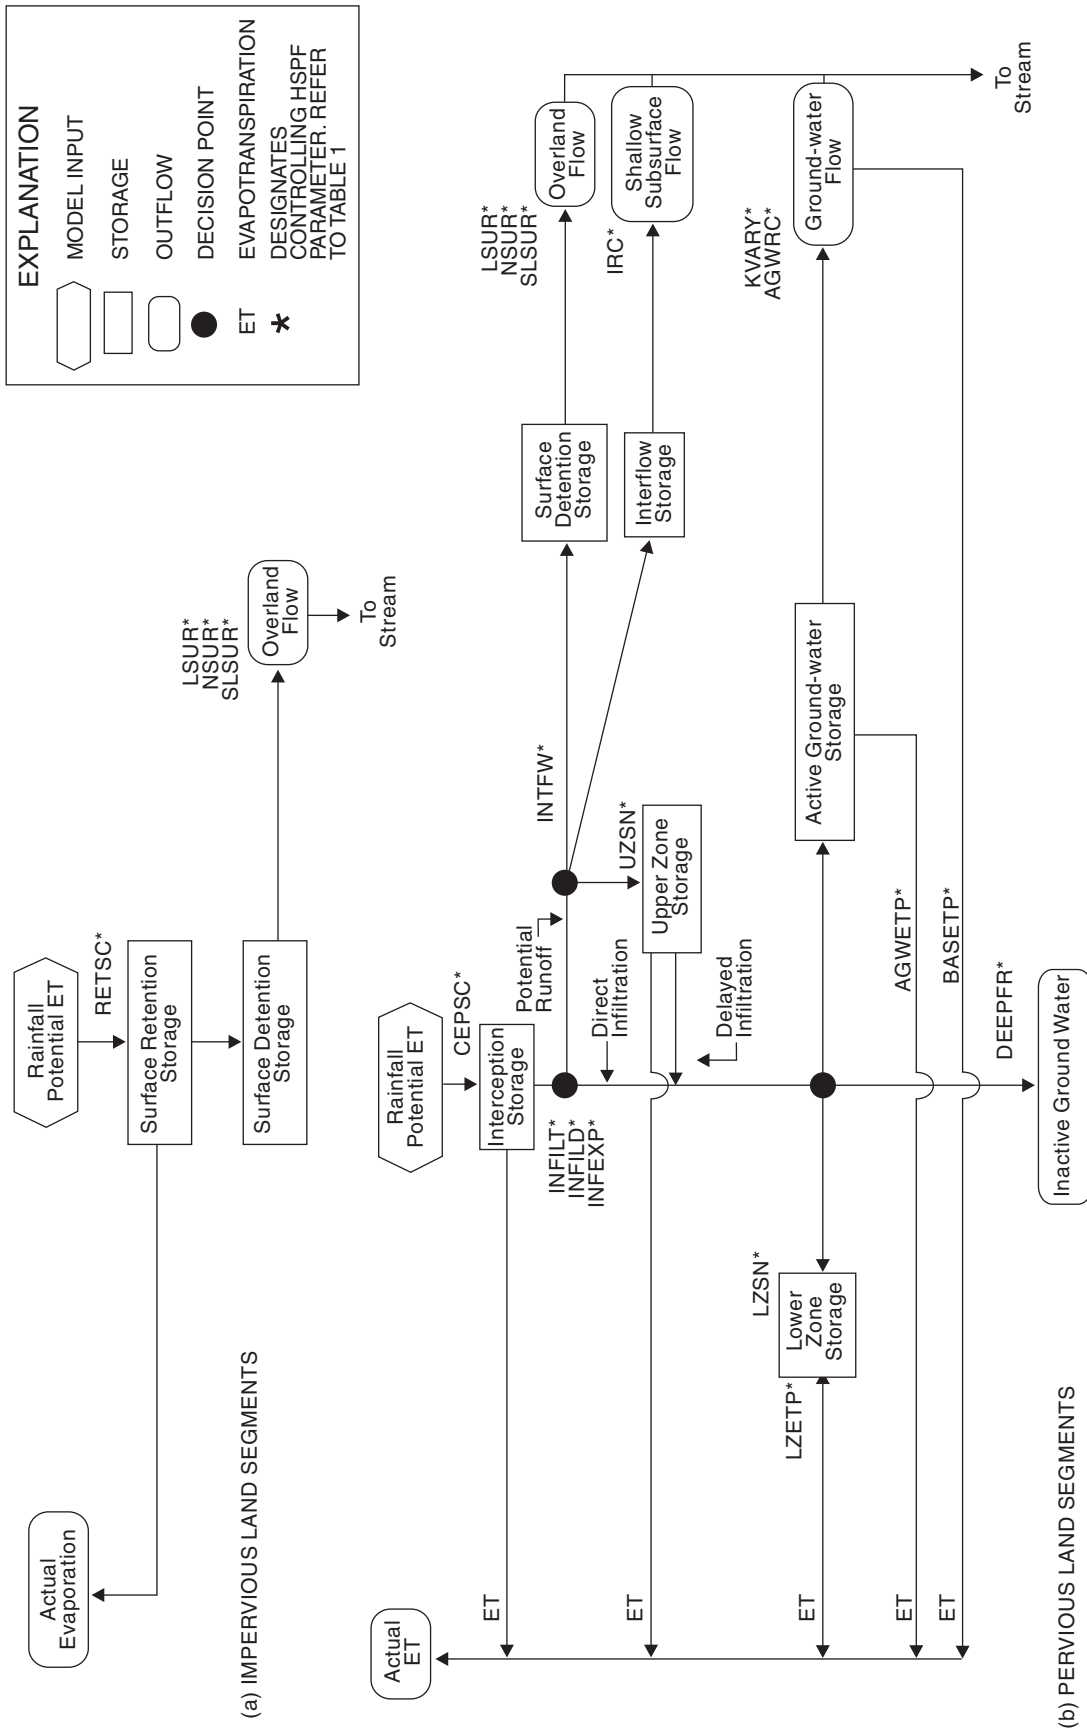 EXPLANATION
MODEL INPUT
STORAGE
OUTFLOW
DECISION POINT
ET
EVAPOTRANSPIRATION
*
DESIGNATES
CONTROLLING HSPF
PARAMETER. REFER
TO TABLE 1
Rainfall
Potential ET
RETSC*
Surface Retention
Storage
Actual
Evaporation
Surface Detention
Storage
LSUR*
NSUR*
SLSUR*
Overland
Flow
To
Stream
(a) IMPERVIOUS LAND SEGMENTS
Rainfall
Potential ET
CEPSC*
Interception
Storage
Actual
ET
ET
INFILT*
INFILD*
INFEXP*
Potential
Runoff
INTFW*
Surface
Detention
Storage
LSUR*
NSUR*
SLSUR*
Overland
Flow
Direct
Infiltration
UZSN*
Upper Zone
Storage
Interflow
Storage
IRC*
Shallow
Subsurface
Flow
ET
Delayed
Infiltration
LZSN*
Lower
Zone
Storage
LZETP*
ET
Active Ground-water
Storage
KVARY*
AGWRC*
Ground-water
Flow
To
Stream
AGWETP*
ET
BASETP*
ET
DEEPFR*
Inactive Ground Water
(b) PERVIOUS LAND SEGMENTS